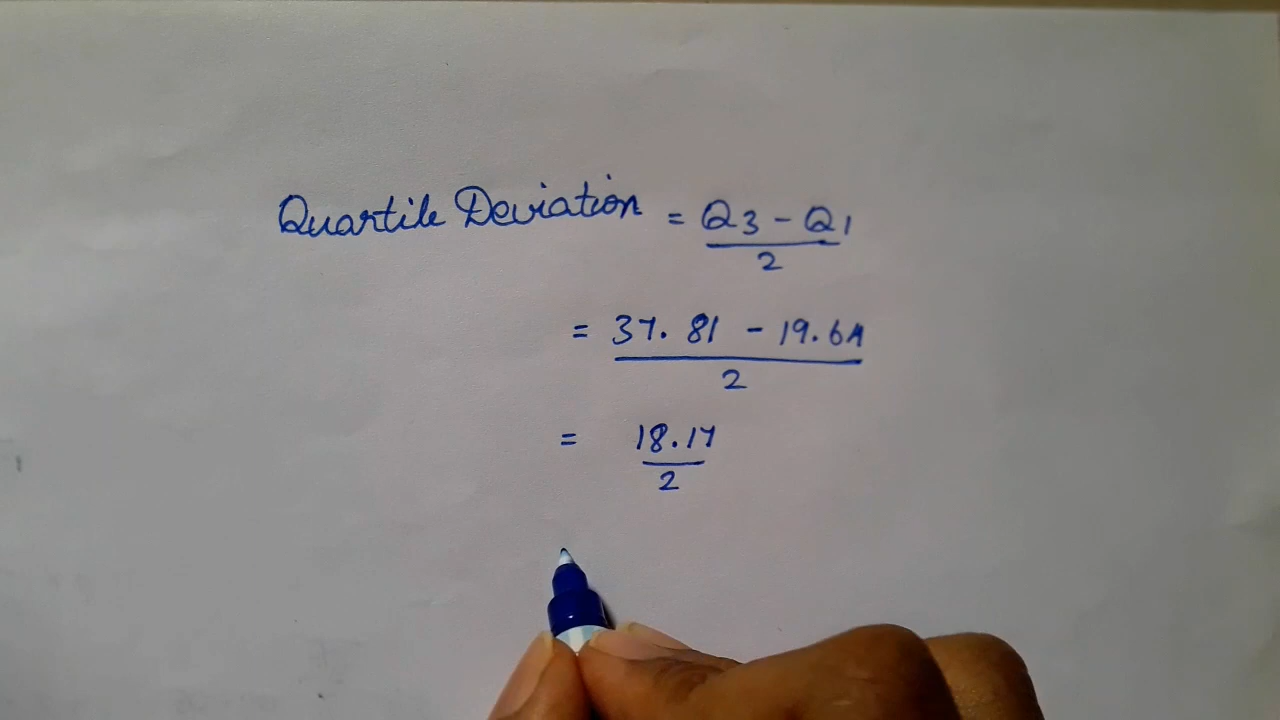 Quartile Deviation = Q3 - Q1
2
= 37.81 - 19.64
2
= 18.17
2